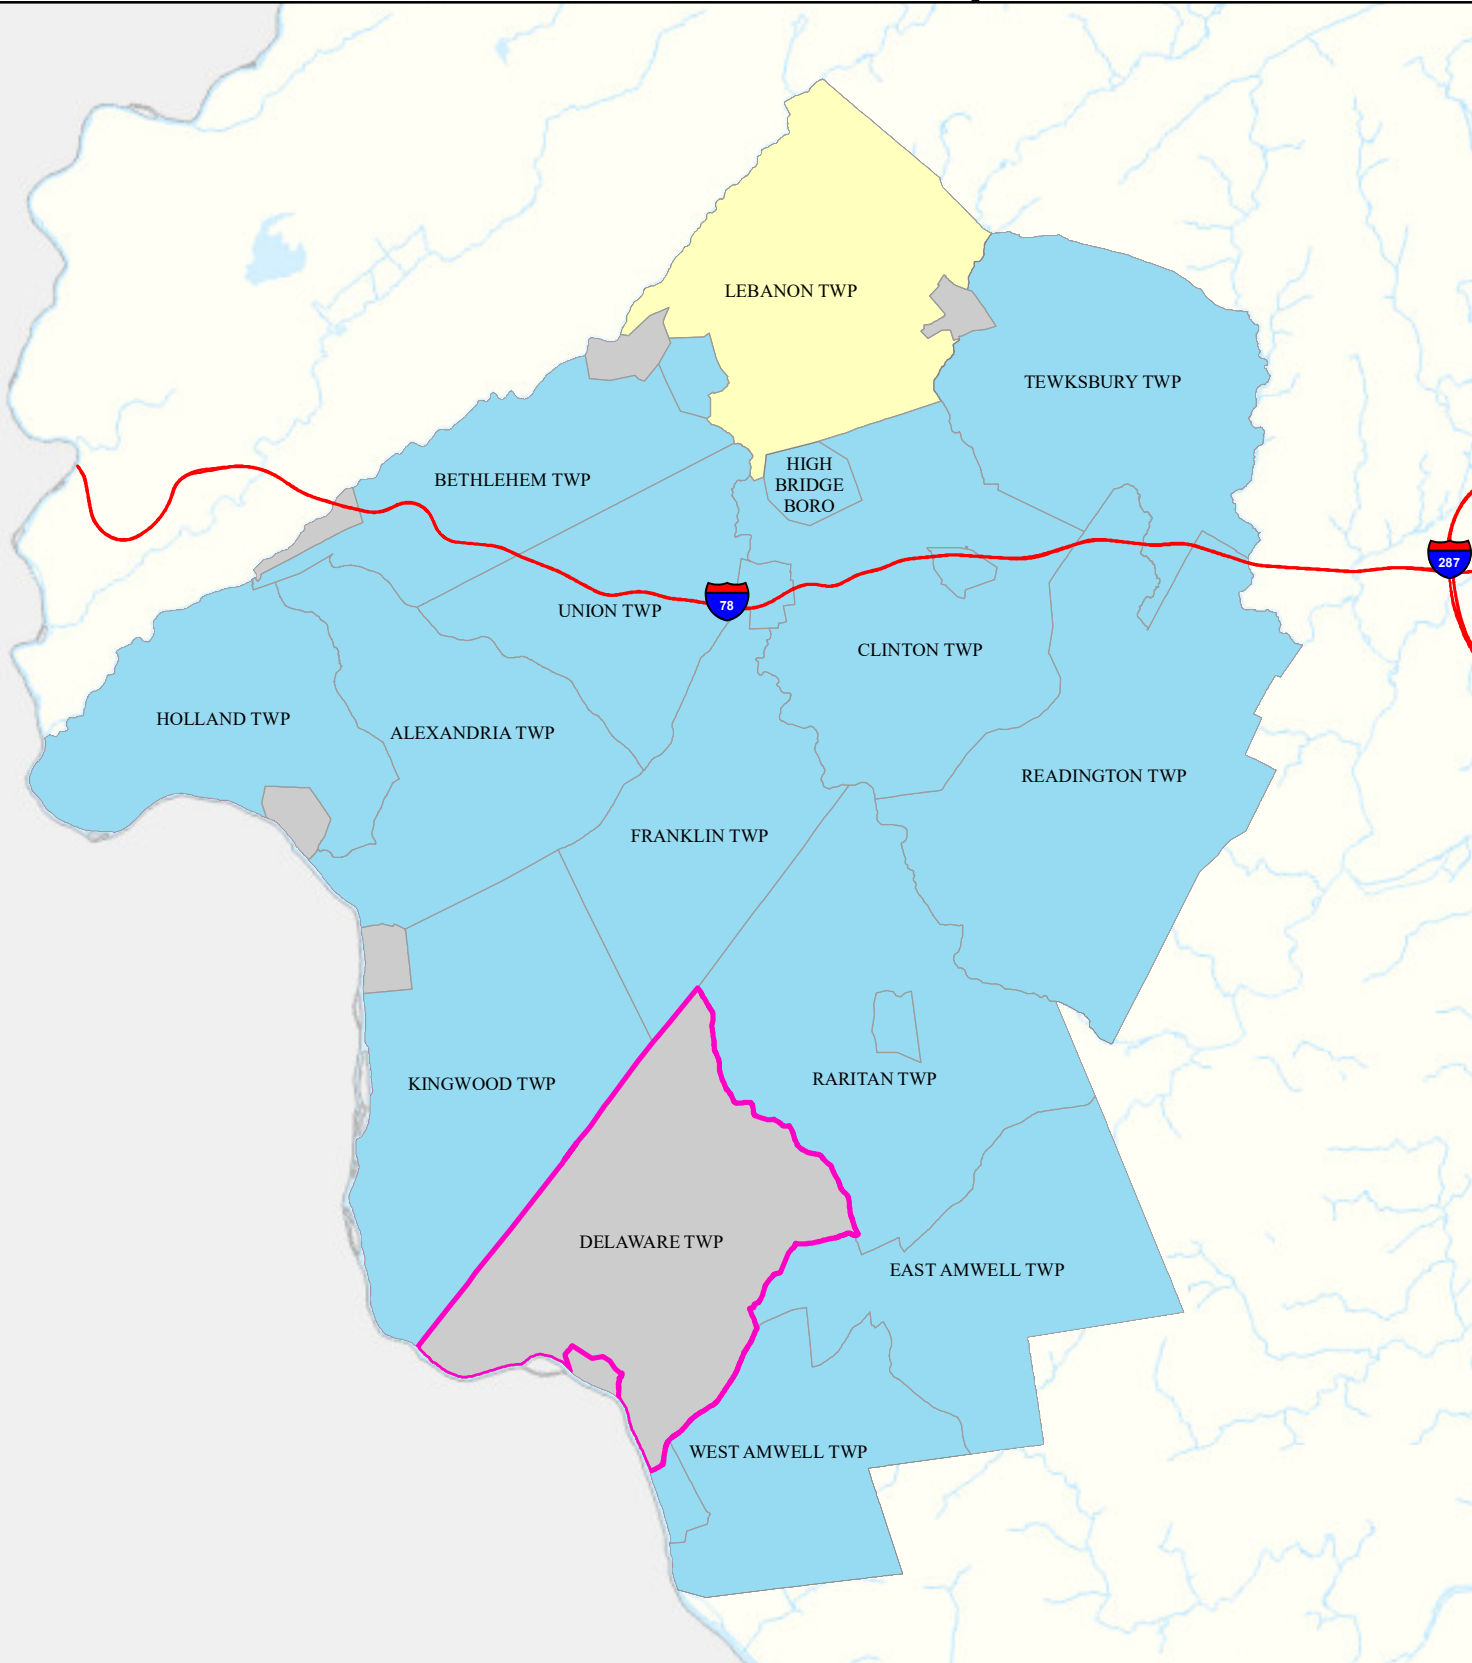 LEBANON TWP
TEWKSBURY TWP
HIGH
BRIDGE
BORO
BETHLEHEM TWP
287
78
UNION TWP
CLINTON TWP
HOLLAND TWP
ALEXANDRIA TWP
READINGTON TWP
FRANKLIN TWP
RARITAN TWP
KINGWOOD TWP
DELAWARE TWP
EAST AMWELL TWP
WEST AMWELL TWP